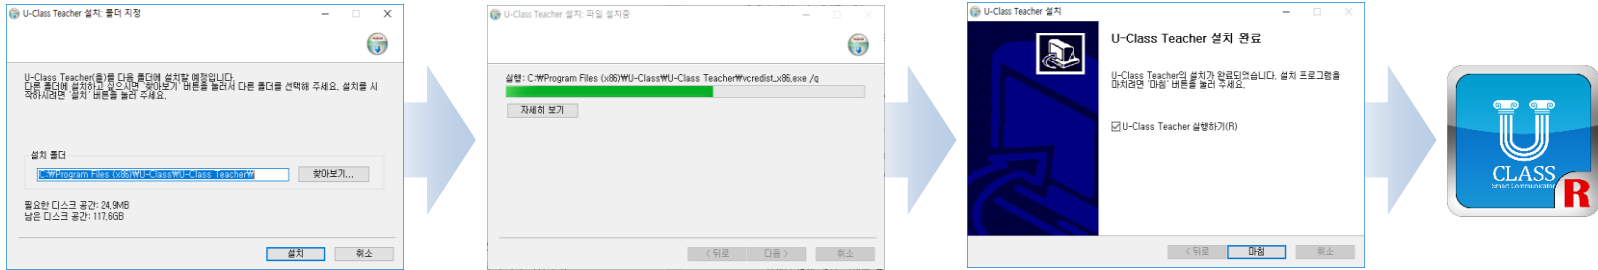 U-Class Teacher 설치: 폴더 지정
U-Class Teacher(을)를 다음 폴더에 설치할 예정입니다.
다른 폴더에 설치하고 싶으시면 '찾아보기' 버튼을 눌러서 다른 폴더를 선택해 주세요. 설치를 시
작하시려면 '설치' 버튼을 눌러 주세요.
설치 폴더
C:₩Program Files (x86)₩U-Class₩U-Class Teacher₩
찾아보기...
필요한 디스크 공간: 24.9MB
남은 디스크 공간: 117.6GB
설치 취소
U-Class Teacher 설치: 파일 설치중
실행: C:₩Program Files (x86)₩U-Class₩U-Class Teacher₩vcredist_x86.exe /q
자세히 보기
< 뒤로 다음 > 취소
U-Class Teacher 설치
U-Class Teacher 설치 완료
U-Class Teacher의 설치가 완료되었습니다. 설치 프로그램을
마치려면 '마침' 버튼을 눌러 주세요.
U-Class Teacher 실행하기(R)
< 뒤로 마침 취소
U
CLASS
Smart Communicator
R